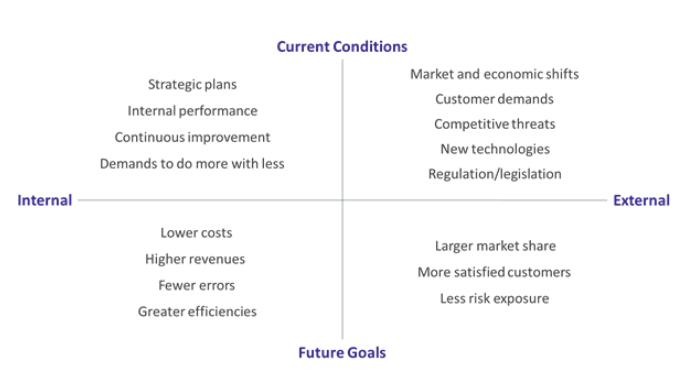 Current Conditions
Strategic plans
Internal performance
Continuous improvement
Demands to do more with less
Market and economic shifts
Customer demands
Competitive threats
New technologies
Regulation/legislation
Internal
External
Lower costs
Higher revenues
Fewer errors
Greater efficiencies
Larger market share
More satisfied customers
Less risk exposure
Future Goals